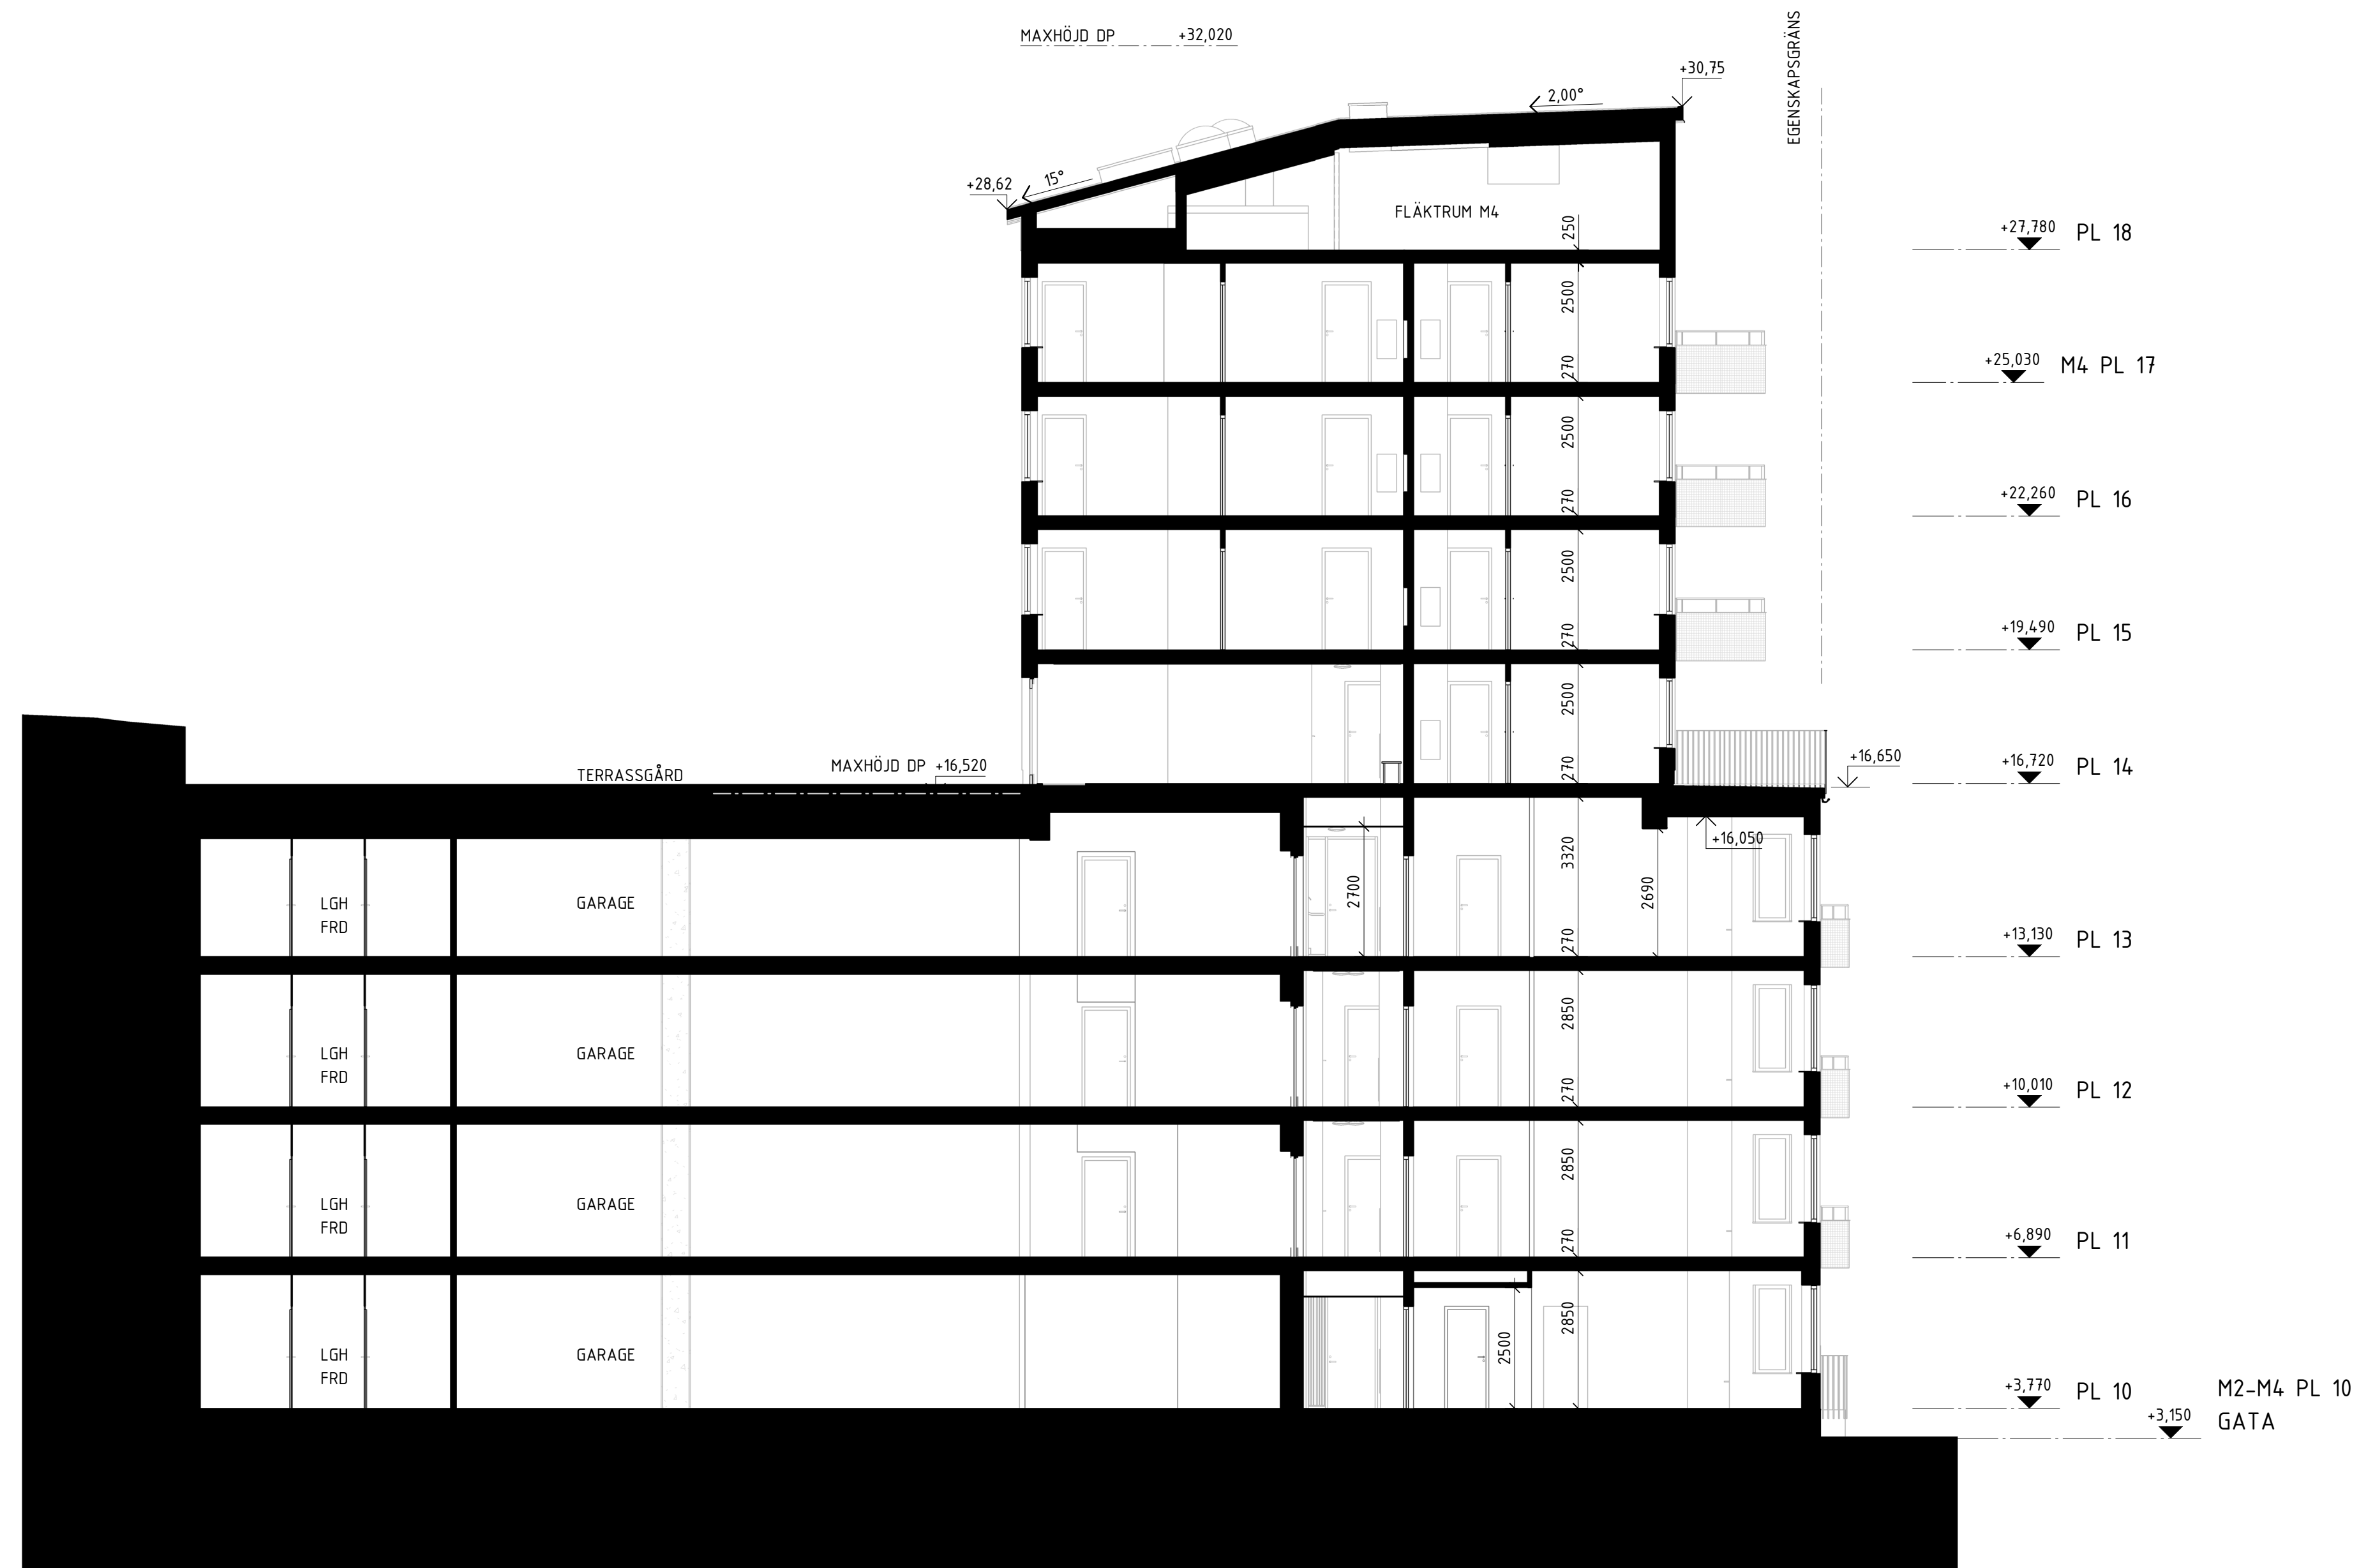 MAXHÖJD DP +32,020
EGENSKAPSGRÄNS
+30,75
2,00°
15°
+28,62
FLÄKTRUM M4
250
+27,780 PL 18
2500
270
+25,030 M4 PL 17
2500
270
+22,260 PL 16
2500
270
+19,490 PL 15
2500
270
TERRASSGÅRD
MAXHÖJD DP +16,520
+16,650
+16,720 PL 14
+16,050
3320
2700
2690
LGH
FRD
GARAGE
270
+13,130 PL 13
2850
LGH
FRD
GARAGE
270
+10,010 PL 12
2850
LGH
FRD
GARAGE
270
+6,890 PL 11
2850
2500
LGH
FRD
GARAGE
+3,770 PL 10
M2-M4 PL 10
+3,150 GATA